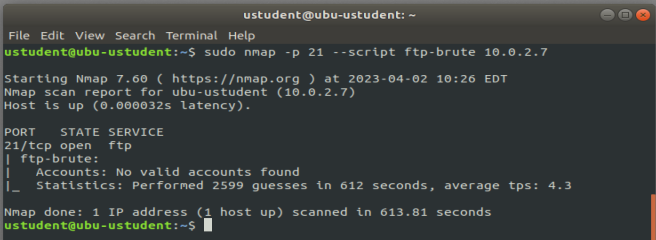 ustudent@ubu-ustudent: ~
File Edit View Search Terminal Help
ustudent@ubu-ustudent:~$ sudo nmap -p 21 --script ftp-brute 10.0.2.7
Starting Nmap 7.60 ( https://nmap.org ) at 2023-04-02 10:26 EDT
Nmap scan report for ubu-ustudent (10.0.2.7)
Host is up (0.000032s latency).
PORT   STATE SERVICE
21/tcp open  ftp
| ftp-brute:
|   Accounts: No valid accounts found
|_  Statistics: Performed 2599 guesses in 612 seconds, average tps: 4.3
Nmap done: 1 IP address (1 host up) scanned in 613.81 seconds
ustudent@ubu-ustudent:~$